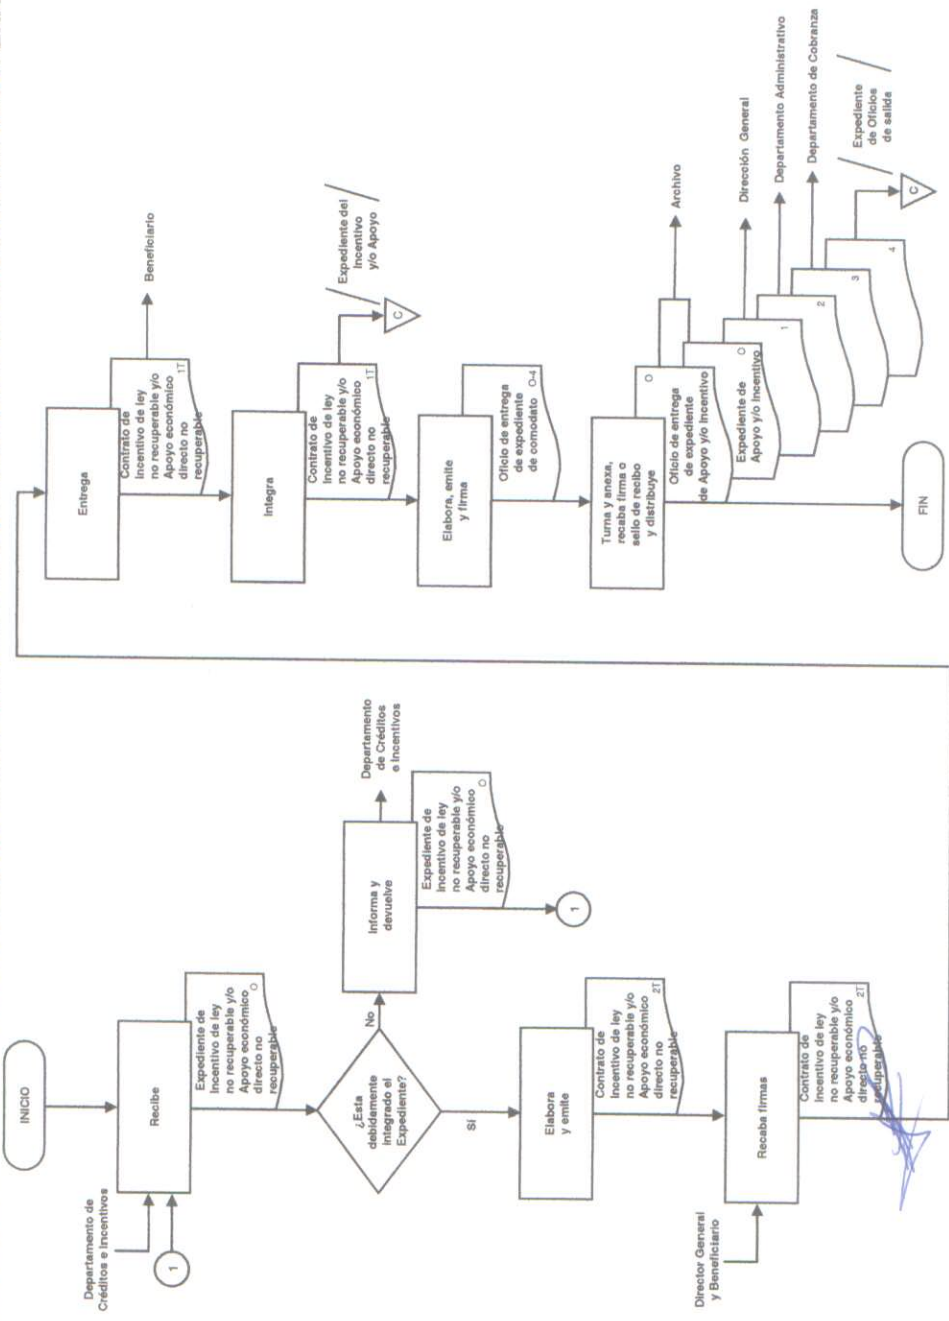 INICIO
Departamento de
Créditos e Incentivos
1
Recibe
Expediente de
Incentivo de ley
no recuperable y/o
Apoyo económico
directo no
recuperable
O
¿Esta
debidamente
integrado el
Expediente?
No
Informa y
devuelve
Departamento
de Créditos
e Incentivos
Expediente de
Incentivo de ley
no recuperable y/o
Apoyo económico
directo no
recuperable
O
1
Sí
Elabora
y emite
Contrato de
Incentivo de ley
no recuperable y/o
Apoyo económico
directo no
recuperable
2T
Director General
y Beneficiario
Recaba firmas
Contrato de
Incentivo de ley
no recuperable y/o
Apoyo económico
directo no
recuperable
2T
Entrega
Contrato de
Incentivo de ley
no recuperable y/o
Apoyo económico
directo no
recuperable
1T
Beneficiario
Integra
Contrato de
Incentivo de ley
no recuperable y/o
Apoyo económico
directo no
recuperable
1T
C
Expediente del
Incentivo
y/o Apoyo
Elabora, emite
y firma
Oficio de entrega
de expediente
de comodato
O-4
Turna y anexa,
recaba firma o
sello de recibo
y distribuye
O
Oficio de entrega
de expediente
de Apoyo y/o Incentivo
Archivo
O
Expediente de
Apoyo y/o Incentivo
Dirección General
1
Departamento Administrativo
2
Departamento de Cobranza
3
4
C
Expediente
de Oficios
de salida
FIN